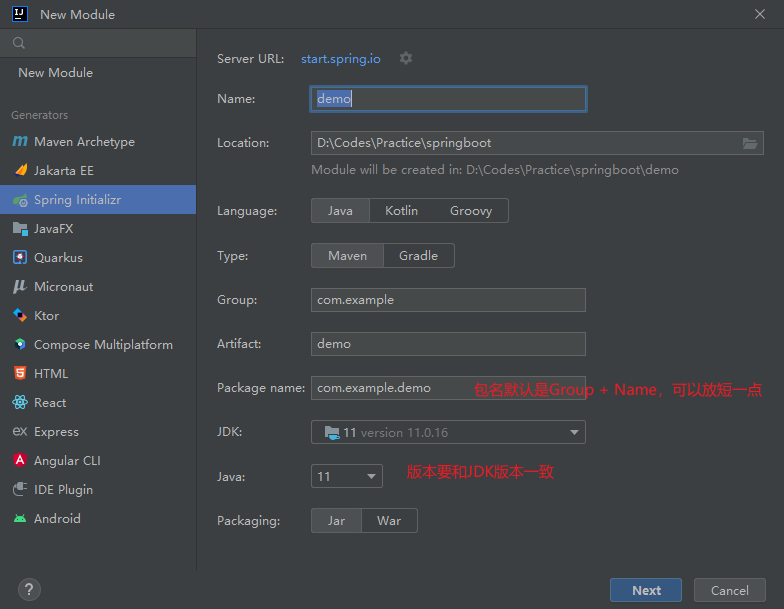 New Module
New Module
Generators
Maven Archetype
Jakarta EE
Spring Initializr
JavaFX
Quarkus
Micronaut
Ktor
Compose Multiplatform
HTML
React
Express
Angular CLI
IDE Plugin
Android
Server URL: start.spring.io
Name: demo
Location: D:\Codes\Practice\springboot
Module will be created in: D:\Codes\Practice\springboot\demo
Language: Java Kotlin Groovy
Type: Maven Gradle
Group: com.example
Artifact: demo
Package name: com.example.demo 包名默认是Group + Name，可以放短一点
JDK: 11 version 11.0.16
Java: 11 版本要和JDK版本一致
Packaging: Jar War
? Next Cancel